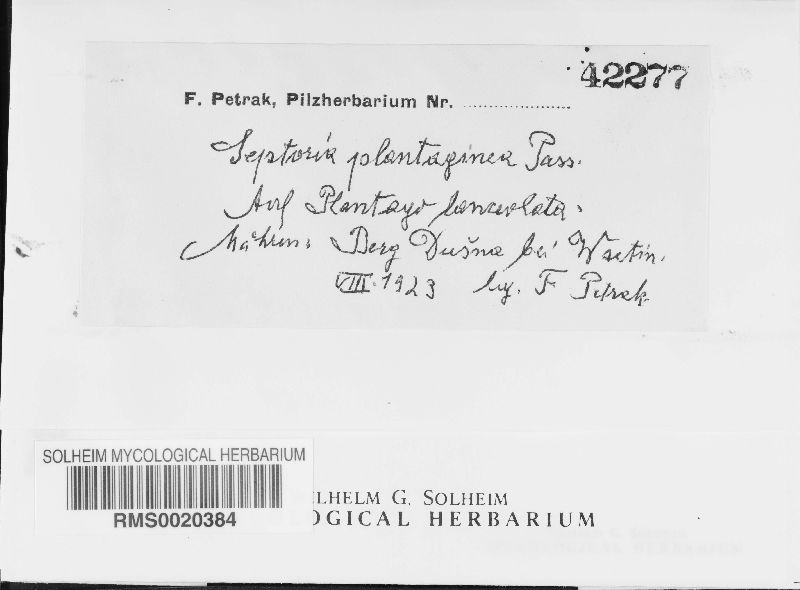 42277
F. Petrak, Pilzherbarium Nr. ....................
Septoria plantaginea Pass.
Auf Plantago lanceolata.
Mähren: Berg Dušna bei Wsetin.
VIII. 1923 leg. F. Petrak
SOLHEIM MYCOLOGICAL HERBARIUM
RMS0020384
LHELM G. SOLHEIM
OGICAL HERBARIUM